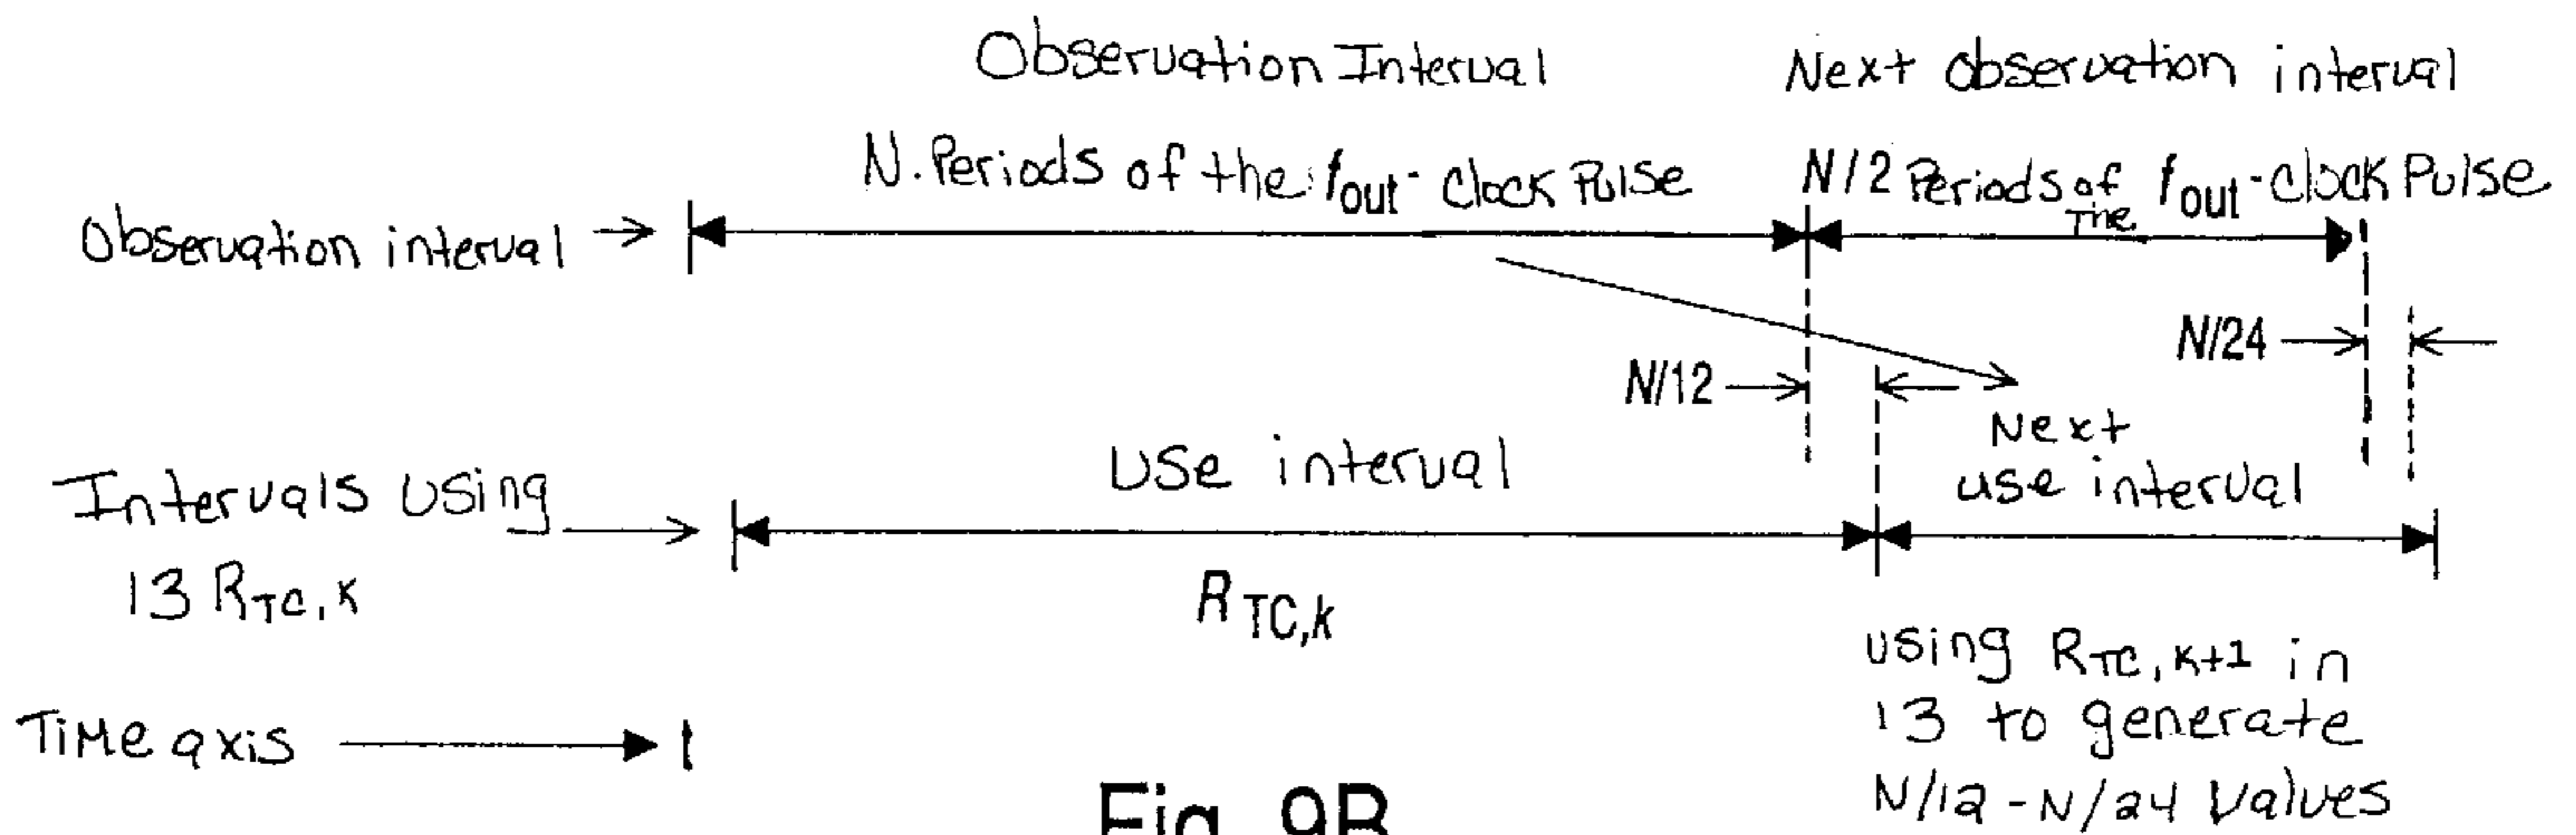 Observation Interval
Next observation interval
N. Periods of the fout- Clock Pulse
N/2 Periods of The fout-clock Pulse
Observation interval
N/24
N/12
Next
use interval
Use interval
Intervals using
13 RTC,K
RTC,k
using RTC,K+1 in
13 to generate
N/12-N/24 Values
Time axis
t
Fig. 9B